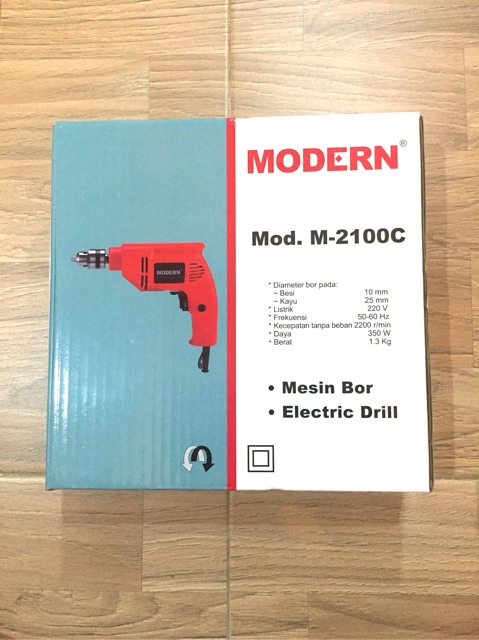 MODERN®
Mod. M-2100C
* Diameter bor pada:
– Besi 10 mm
– Kayu 25 mm
* Listrik 220 V
* Frekuensi 50-60 Hz
* Kecepatan tanpa beban 2200 r/min
* Daya 350 W
* Berat 1.3 Kg
• Mesin Bor
• Electric Drill
MODERN